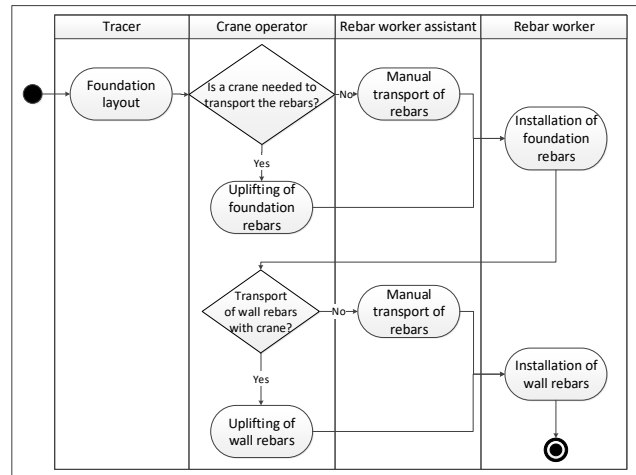 Tracer
Crane operator
Rebar worker assistant
Rebar worker
Foundation
layout
Is a crane needed to
transport the rebars?
No
Manual
transport of
rebars
Installation of
foundation
rebars
Yes
Uplifting of
foundation
rebars
Transport
of wall rebars
with crane?
No
Manual
transport of
rebars
Installation of
wall rebars
Yes
Uplifting of
wall rebars